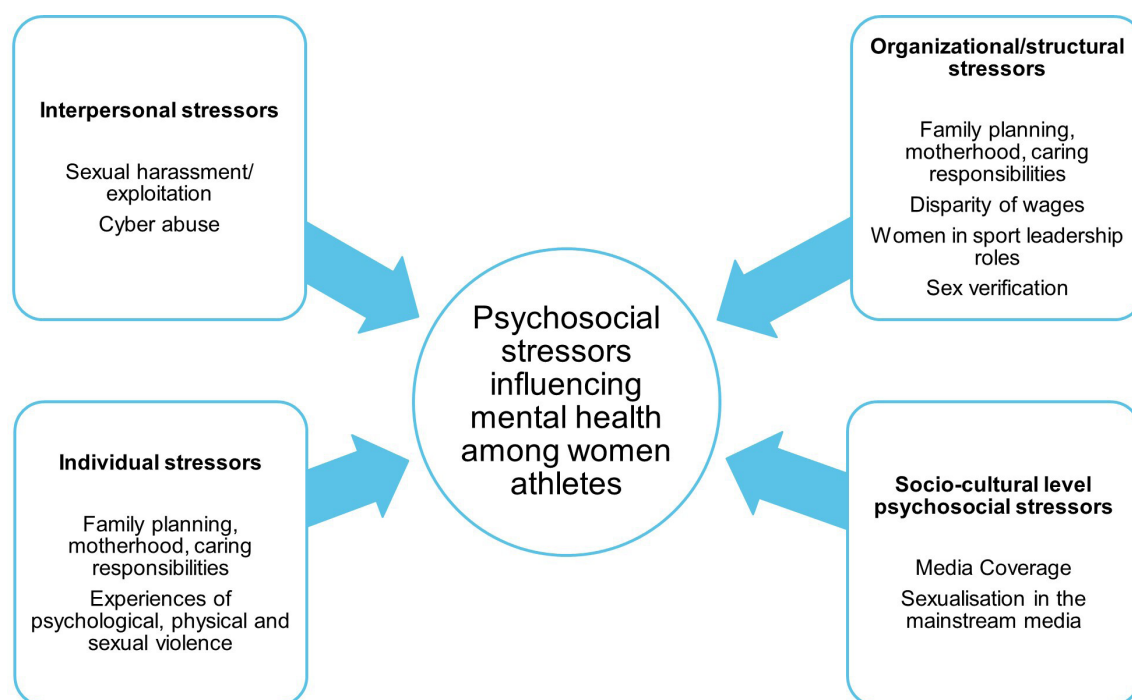 Interpersonal stressors
Sexual harassment/
exploitation
Cyber abuse
Organizational/structural
stressors
Family planning,
motherhood, caring
responsibilities
Disparity of wages
Women in sport leadership
roles
Sex verification
Psychosocial
stressors
influencing
mental health
among women
athletes
Individual stressors
Family planning,
motherhood, caring
responsibilities
Experiences of
psychological, physical and
sexual violence
Socio-cultural level
psychosocial stressors
Media Coverage
Sexualisation in the
mainstream media